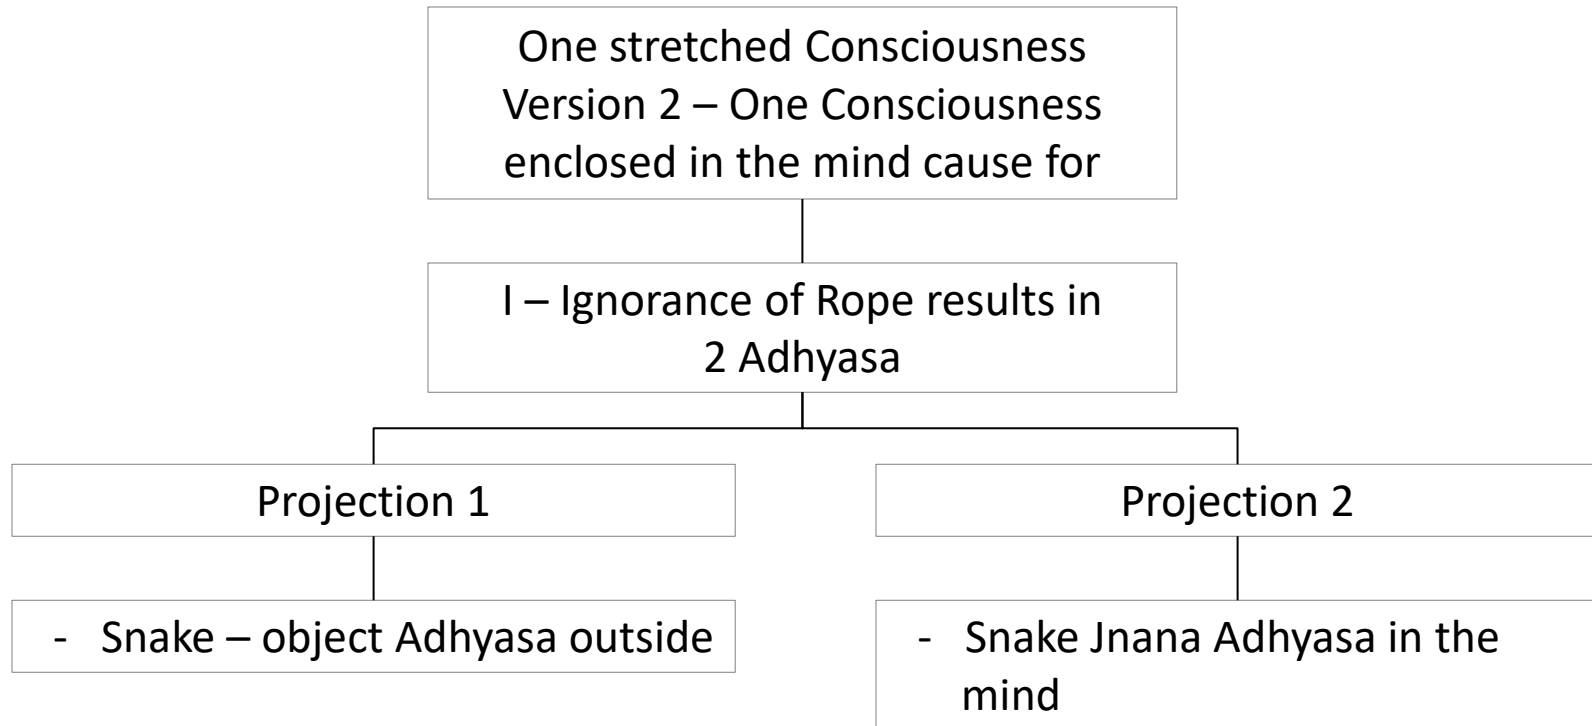 One stretched Consciousness
Version 2 – One Consciousness
enclosed in the mind cause for
I – Ignorance of Rope results in
2 Adhyasa
Projection 1
Projection 2
- Snake – object Adhyasa outside
- Snake Jnana Adhyasa in the
mind